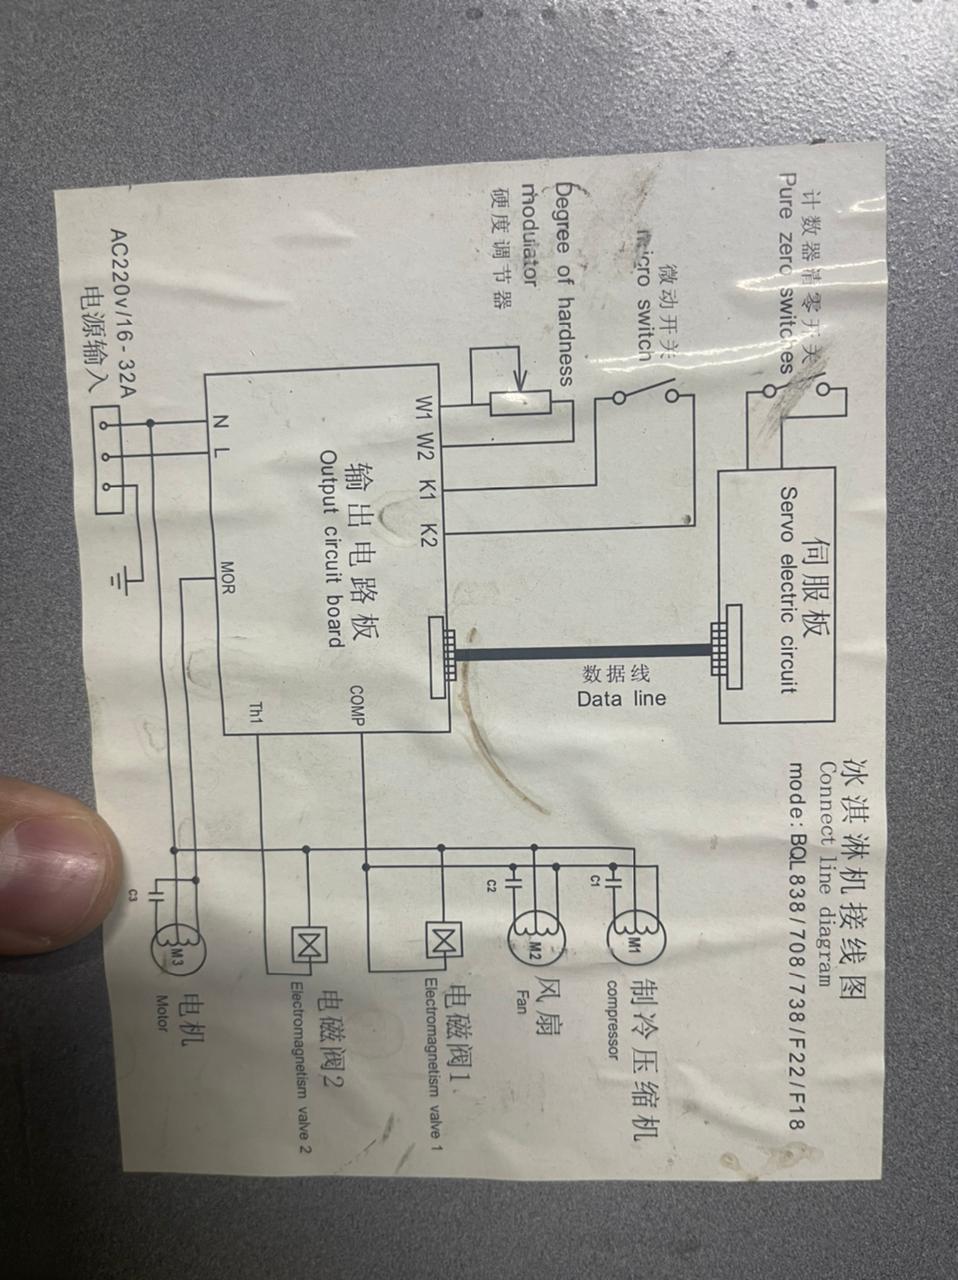 冰淇淋机接线图
Connect line diagram
mode:BQL838/708/738/F22/F18
计数器清零开关
Pure zero switches
伺服板
Servo electric circuit
微动开关
micro switch
Degree of hardness
modulator
硬度调节器
数据线
Data line
W1
W2
K1
K2
输出电路板
Output circuit board
N
L
MOR
COMP
Th1
AC220v/16-32A
电源输入
C1
M1
制冷压缩机
compressor
C2
M2
风扇
Fan
电磁阀1
Electromagnetism valve 1
电磁阀2
Electromagnetism valve 2
C3
M3
电机
Motor